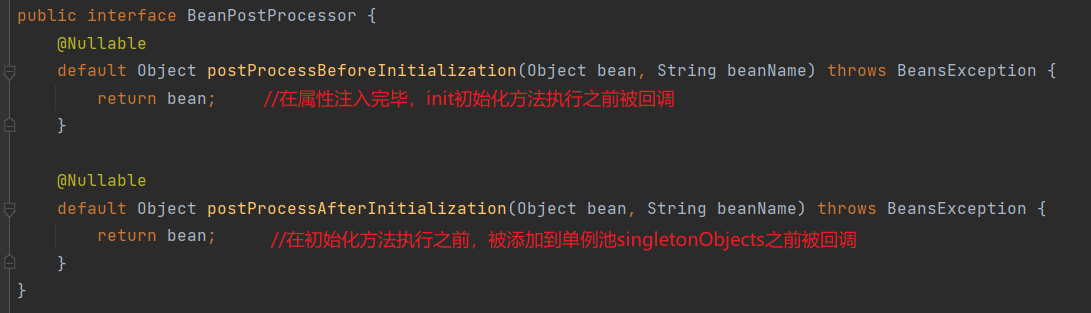 public interface BeanPostProcessor {
@Nullable
default Object postProcessBeforeInitialization(Object bean, String beanName) throws BeansException {
return bean; //在属性注入完毕，init初始化方法执行之前被回调
}
@Nullable
default Object postProcessAfterInitialization(Object bean, String beanName) throws BeansException {
return bean; //在初始化方法执行之前，被添加到单例池singletonObjects之前被回调
}
}